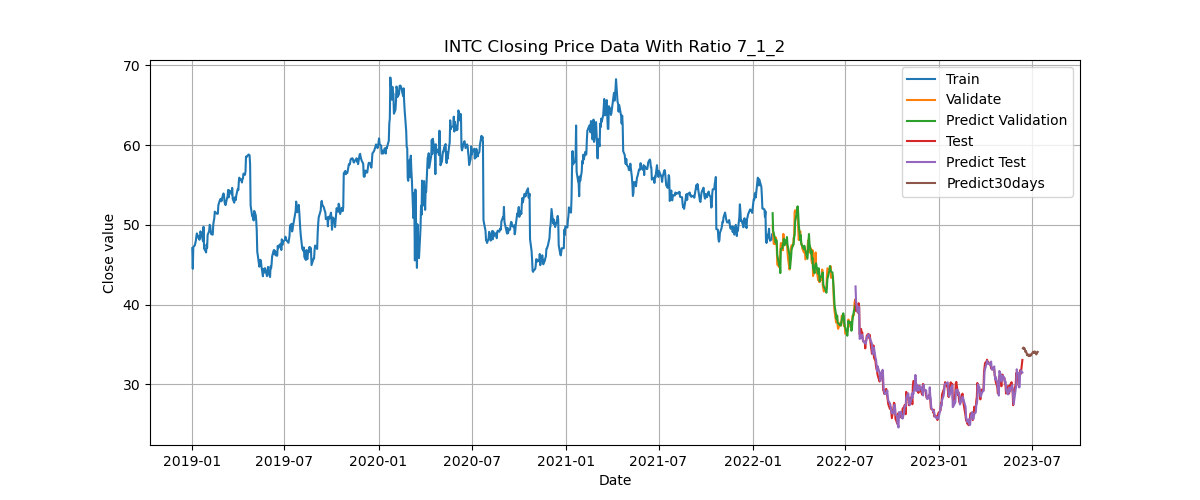 INTC Closing Price Data With Ratio 7_1_2
70
60
50
40
30
Close value
Train
Validate
Predict Validation
Test
Predict Test
Predict30days
2019-01 2019-07 2020-01 2020-07 2021-01 2021-07 2022-01 2022-07 2023-01 2023-07
Date